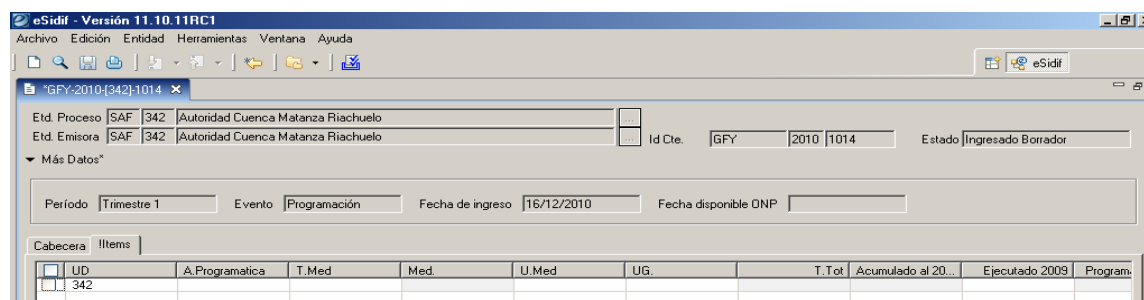 eSidif - Versión 11.10.11RC1
Archivo Edición Entidad Herramientas Ventana Ayuda
eSidif
*GFY-2010-[342]-1014
Etd. Proceso SAF 342 Autoridad Cuenca Matanza Riachuelo ...
Etd. Emisora SAF 342 Autoridad Cuenca Matanza Riachuelo ... Id Cte. GFY 2010 1014 Estado Ingresado Borrador
Más Datos*
Período Trimestre 1 Evento Programación Fecha de ingreso 16/12/2010 Fecha disponible ONP
Cabecera !Items
UD A.Programatica T.Med Med. U.Med UG. T.Tot Acumulado al 20... Ejecutado 2009 Program
342